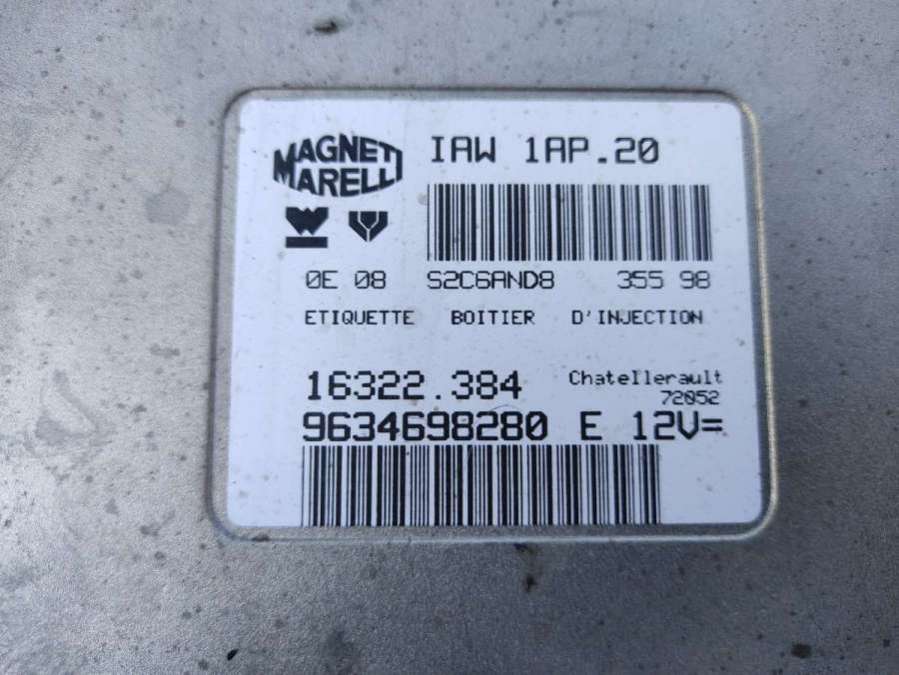 MAGNETI
MARELLI
IAW 1AP.20
0E 08 S2C6AND8 355 98
ETIQUETTE BOITIER D'INJECTION
16322.384 Chatellerault
72052
9634698280 E 12V=